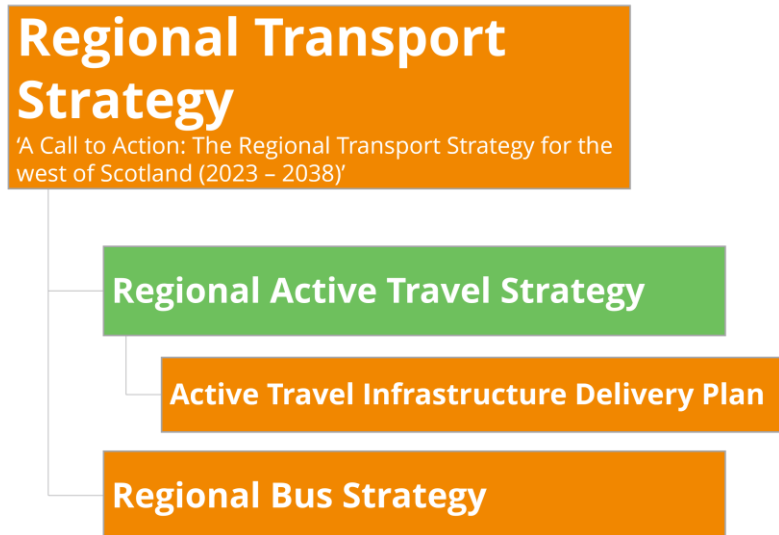 Regional Transport
Strategy
‘A Call to Action: The Regional Transport Strategy for the
west of Scotland (2023 – 2038)’
Regional Active Travel Strategy
Active Travel Infrastructure Delivery Plan
Regional Bus Strategy